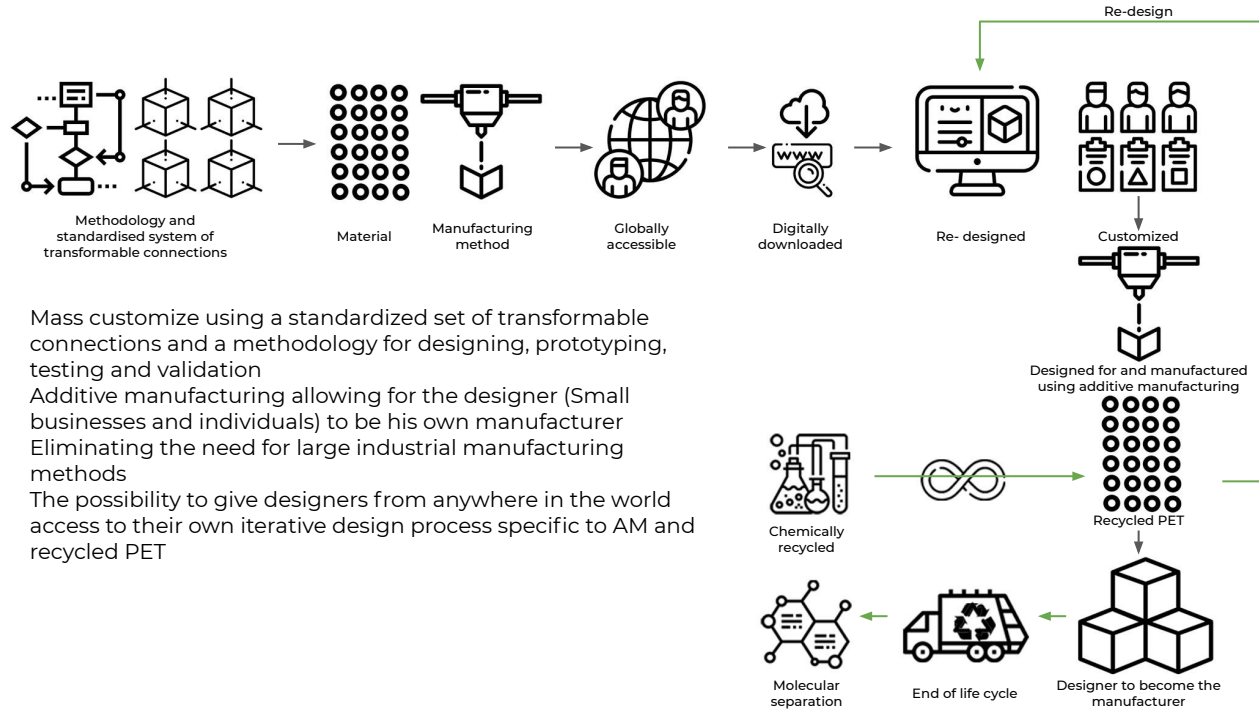 Re-design
www
Methodology and
standardised system of
transformable connections
Material
Manufacturing
method
Globally
accessible
Digitally
downloaded
Re- designed
Customized
Mass customize using a standardized set of transformable
connections and a methodology for designing, prototyping,
testing and validation
Additive manufacturing allowing for the designer (Small
businesses and individuals) to be his own manufacturer
Eliminating the need for large industrial manufacturing
methods
The possibility to give designers from anywhere in the world
access to their own iterative design process specific to AM and
recycled PET
Designed for and manufactured
using additive manufacturing
Chemically
recycled
Recycled PET
Molecular
separation
End of life cycle
Designer to become the
manufacturer